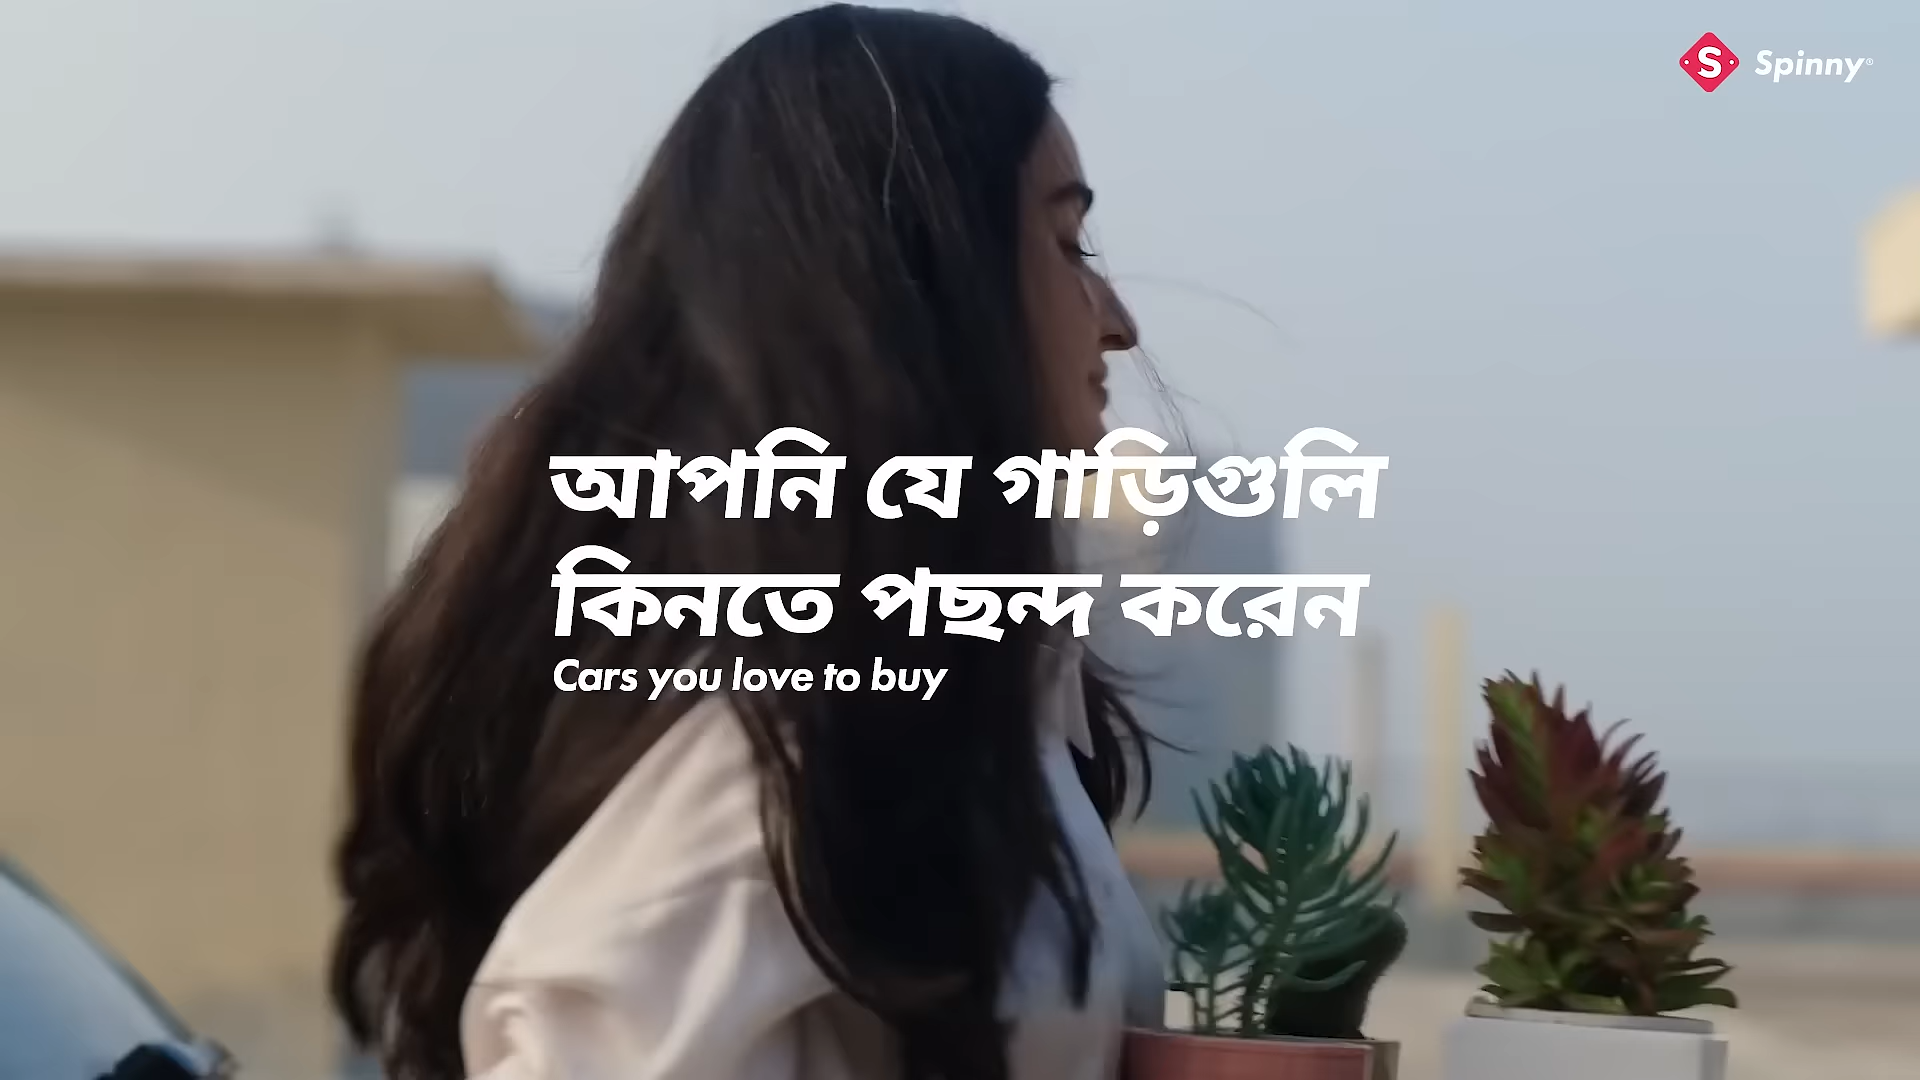 S Spinny®
আপনি যে গাড়িগুলি
কিনতে পছন্দ করেন
Cars you love to buy